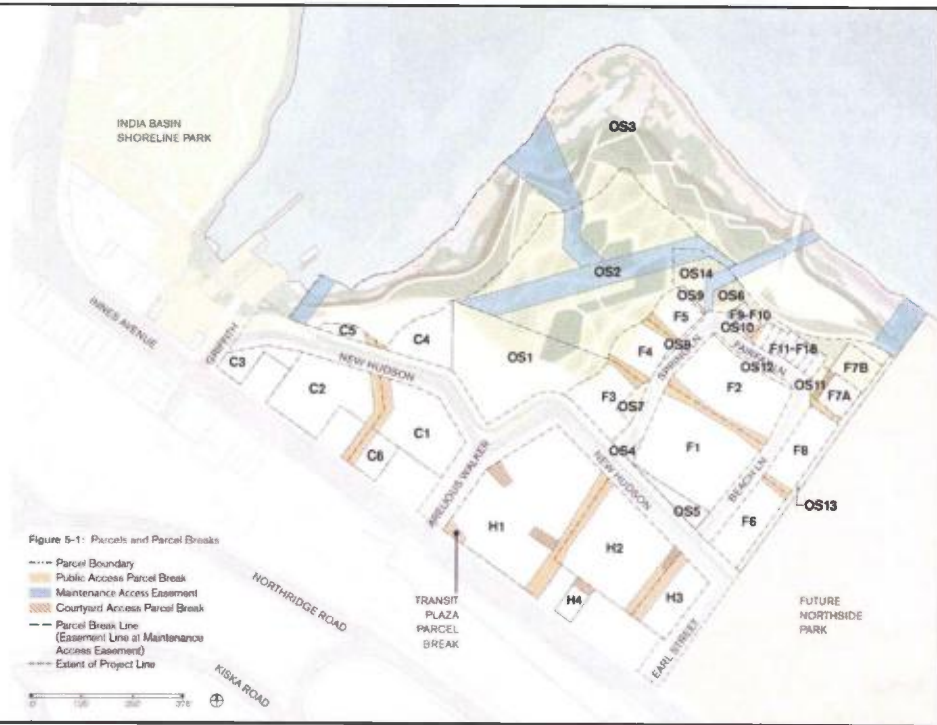 INDIA BASIN
SHORELINE PARK
OS3
OS2
OS14
OS9
OS6
F5
F9-F10
OS10
F11-F18
C5
C4
OS1
F4
OS8
FAIRFAX LN
OS12
F7B
INNES AVENUE
GRIFFITH
C3
NEW HUDSON
C2
F3
OS7
F2
OS11
F7A
C1
C6
OS4
F1
F8
NEW HUDSON
BEACH LN
OS5
OS13
H1
H2
F6
H4
H3
TRANSIT
PLAZA
PARCEL
BREAK
EARL STREET
FUTURE
NORTHSIDE
PARK
NORTHRIDGE ROAD
KISKA ROAD
Figure 5-1: Parcels and Parcel Breaks
Parcel Boundary
Public Access Parcel Break
Maintenance Access Easement
Courtyard Access Parcel Break
Parcel Break Line
(Easement Line at Maintenance
Access Easement)
Extent of Project Line
0'